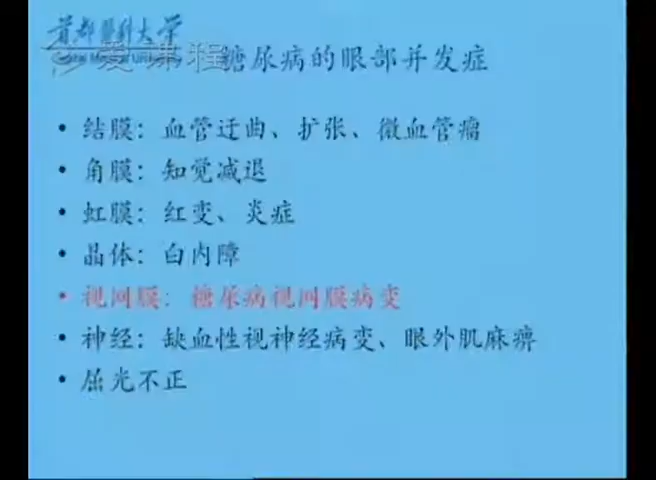 首都医科大学
糖尿病的眼部并发症
• 结膜：血管迂曲、扩张、微血管瘤
• 角膜：知觉减退
• 虹膜：红变、炎症
• 晶体：白内障
• 视网膜：糖尿病视网膜病变
• 神经：缺血性视神经病变、眼外肌麻痹
• 屈光不正